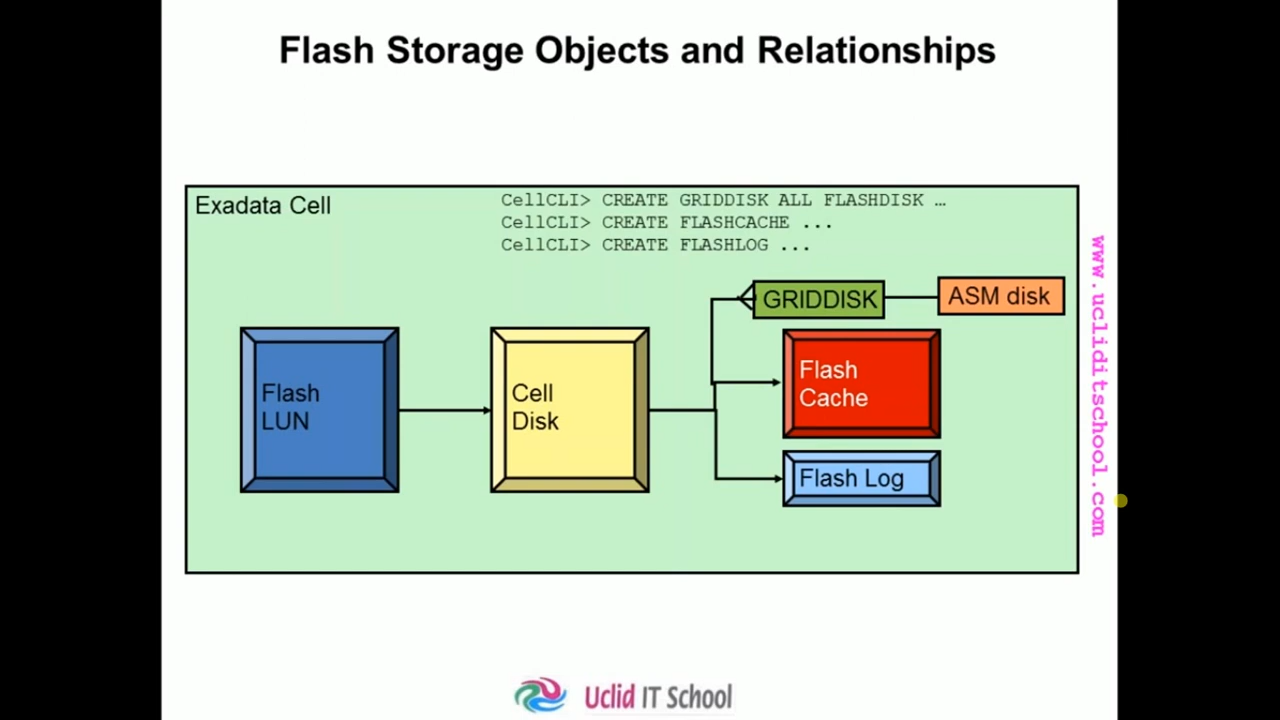 Flash Storage Objects and Relationships
Exadata Cell
CellCLI> CREATE GRIDDISK ALL FLASHDISK …
CellCLI> CREATE FLASHCACHE ...
CellCLI> CREATE FLASHLOG ...
GRIDDISK
ASM disk
Flash
LUN
Cell
Disk
Flash
Cache
Flash Log
www.ucliditschool.com
Uclid IT School